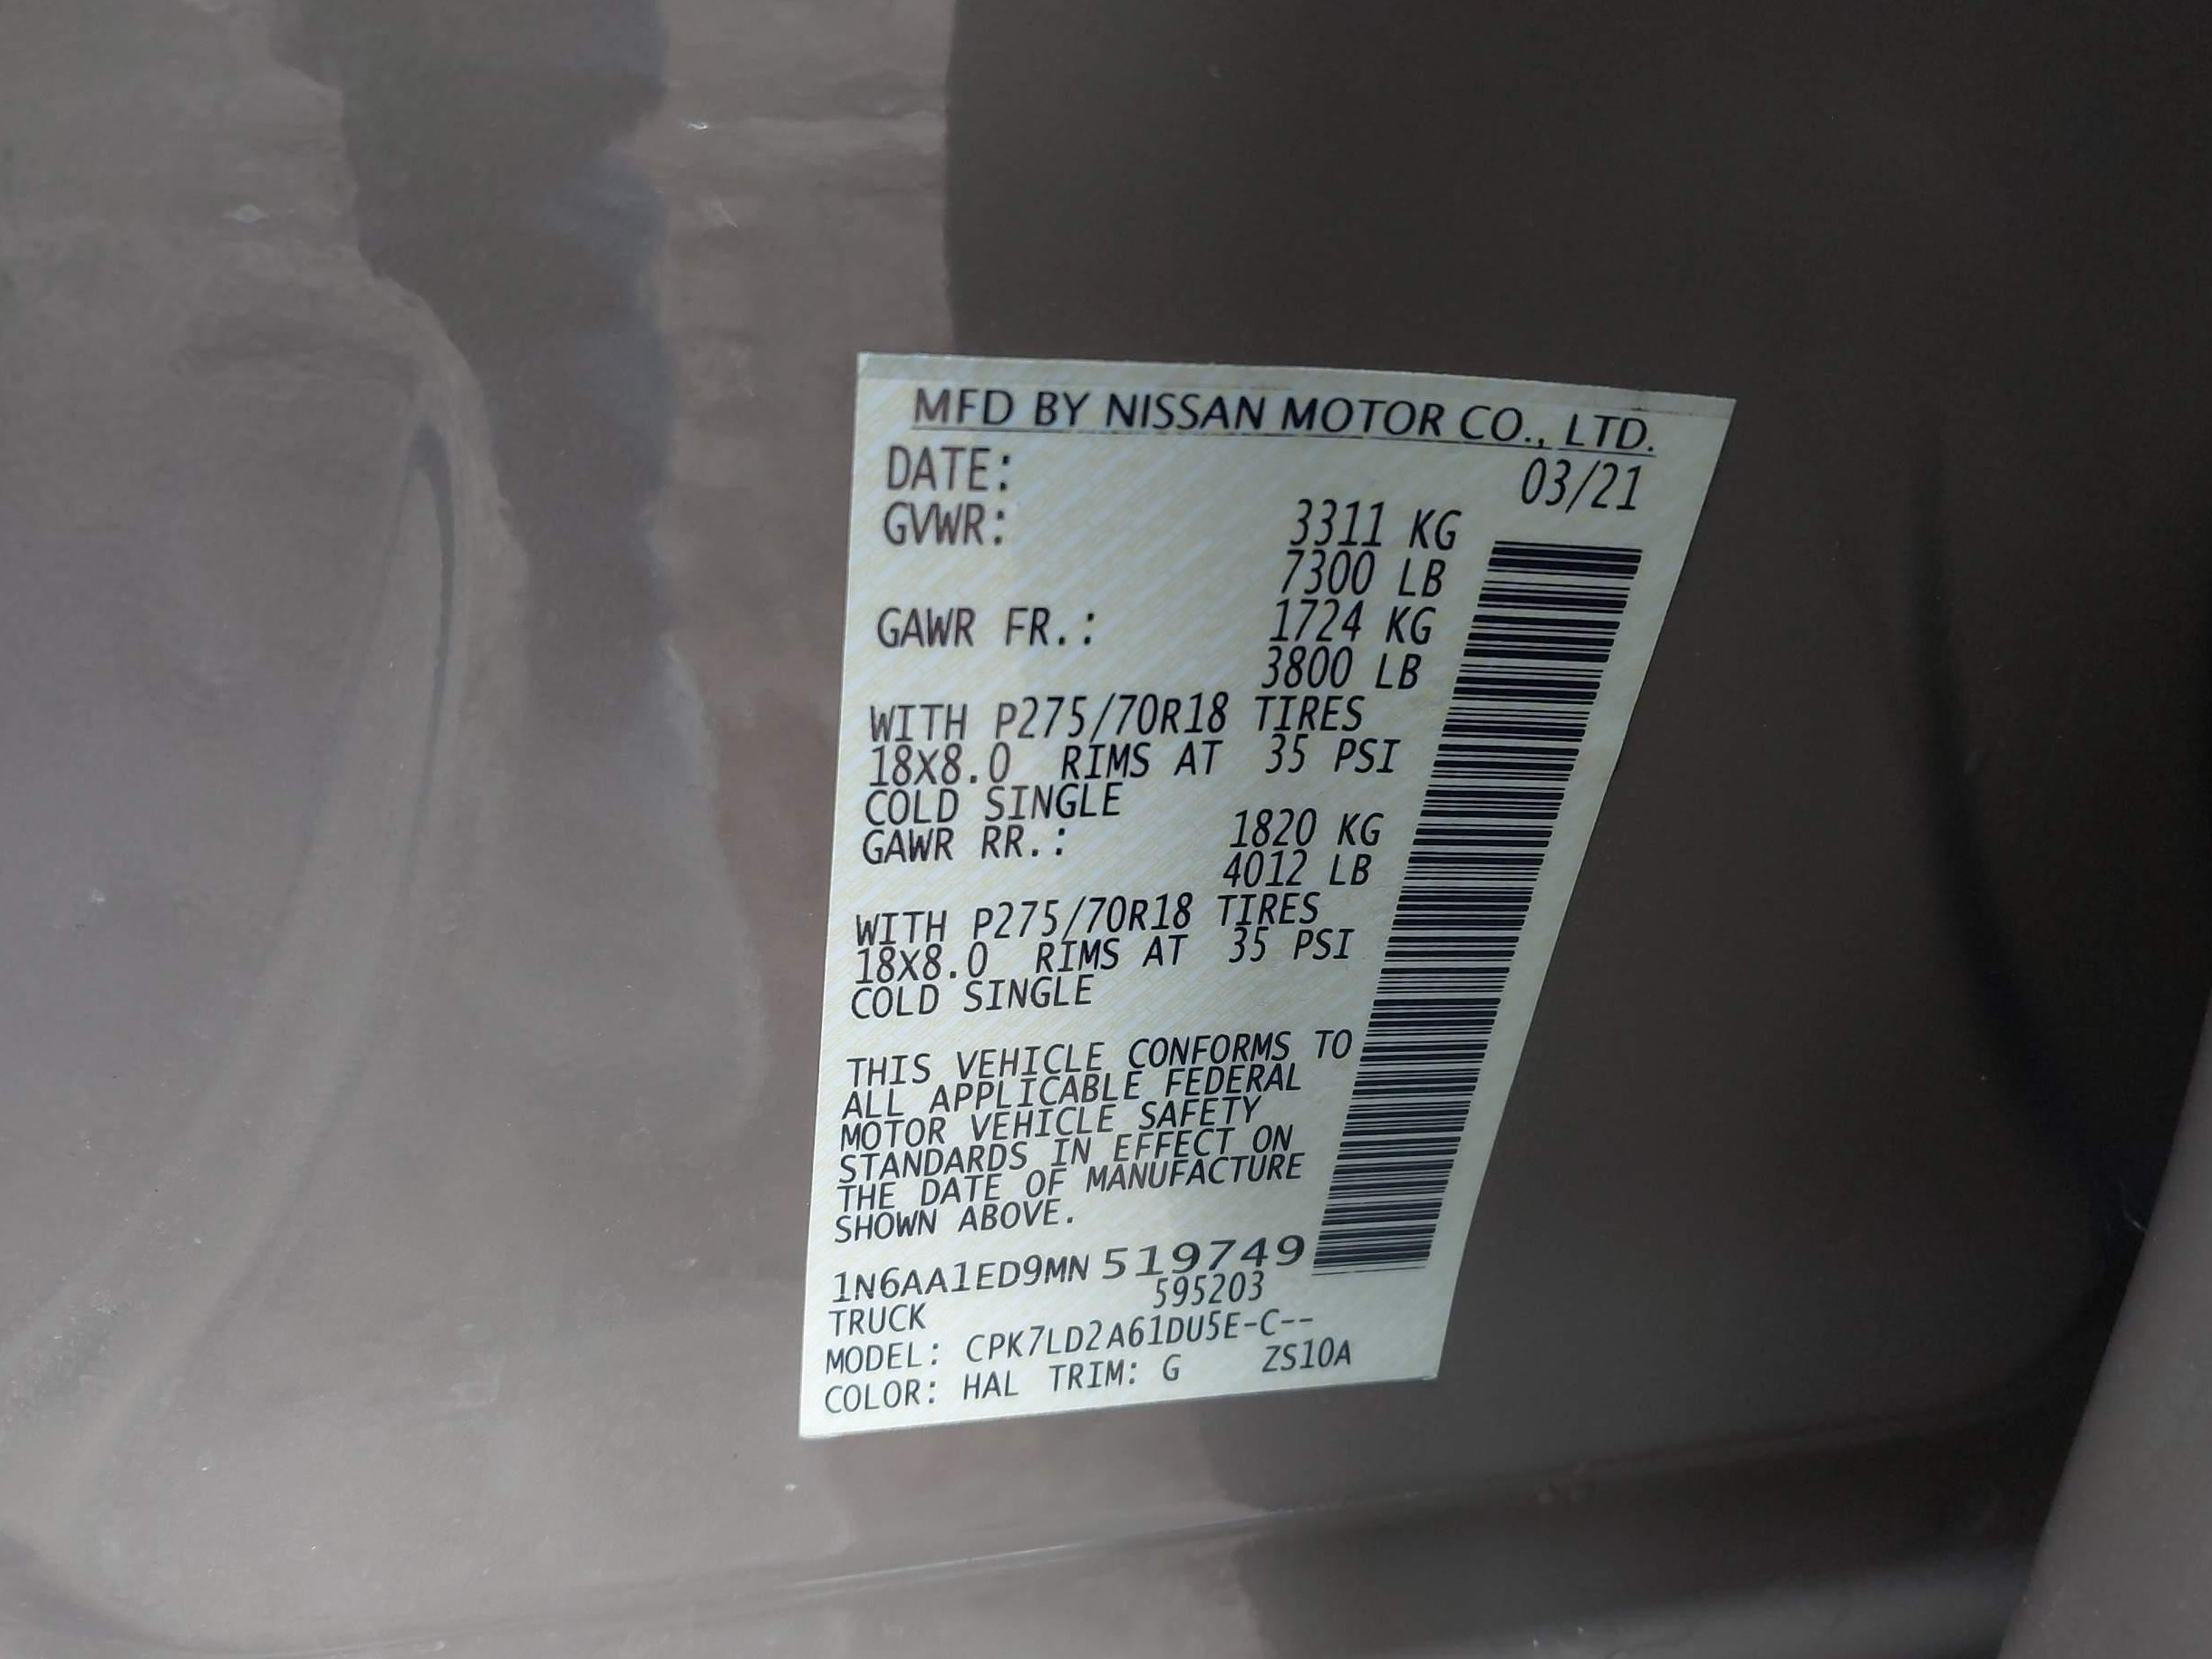 MFD BY NISSAN MOTOR CO., LTD.
DATE: 03/21
GVWR: 3311 KG
7300 LB
GAWR FR.: 1724 KG
3800 LB
WITH P275/70R18 TIRES
18X8.0 RIMS AT 35 PSI
COLD SINGLE
GAWR RR.: 1820 KG
4012 LB
WITH P275/70R18 TIRES
18X8.0 RIMS AT 35 PSI
COLD SINGLE
THIS VEHICLE CONFORMS TO
ALL APPLICABLE FEDERAL
MOTOR VEHICLE SAFETY
STANDARDS IN EFFECT ON
THE DATE OF MANUFACTURE
SHOWN ABOVE.
1N6AA1ED9MN 519749
595203
TRUCK
MODEL: CPK7LD2A61DU5E-C--
COLOR: HAL TRIM: G ZS10A